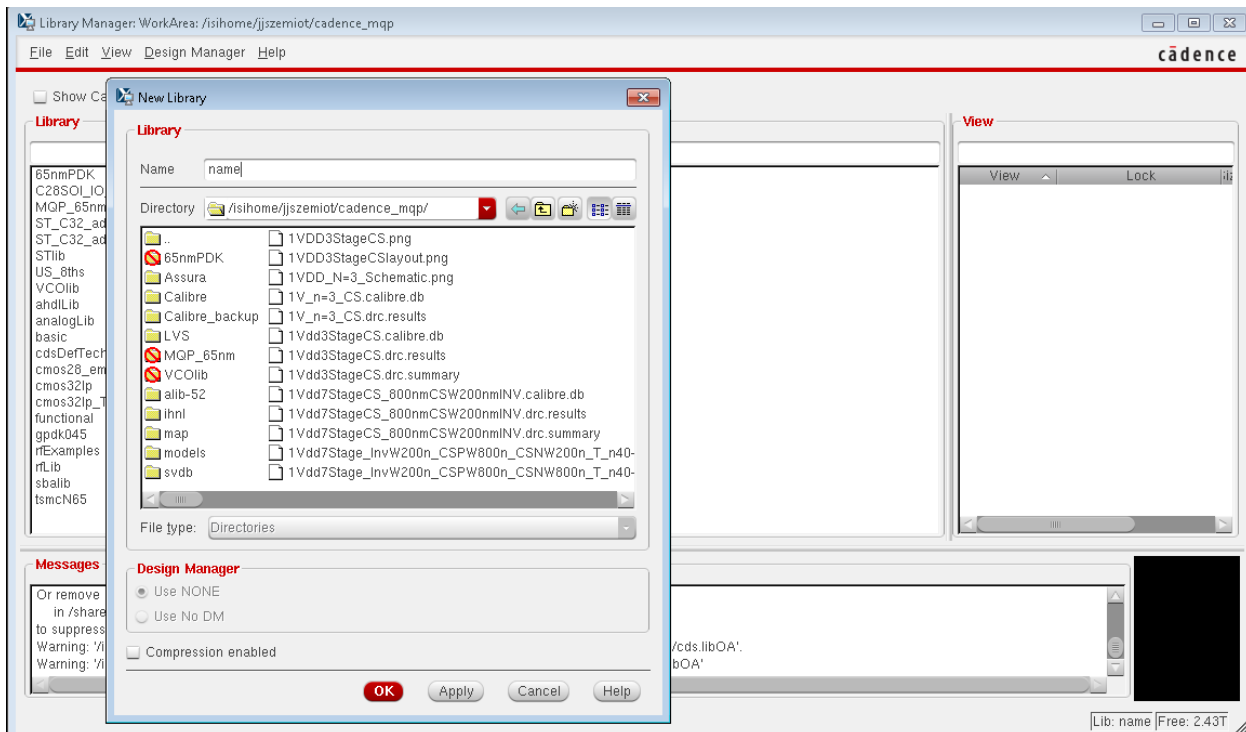 Library Manager: WorkArea: /isihome/jjszemiot/cadence_mqp
File Edit View Design Manager Help
cādence
Show Ca
Library
65nmPDK
C28SOI_IO_
MQP_65nm
ST_C32_ad
ST_C32_ad
STlib
US_8ths
VCOlib
ahdlLib
analogLib
basic
cdsDefTech
cmos28_em
cmos32lp
cmos32lp_T
functional
gpdk045
rfExamples
rfLib
sbalib
tsmcN65
New Library
Library
Name name
Directory /isihome/jjszemiot/cadence_mqp/
..
65nmPDK
Assura
Calibre
Calibre_backup
LVS
MQP_65nm
VCOlib
alib-52
ihnl
map
models
svdb
1VDD3StageCS.png
1VDD3StageCSlayout.png
1VDD_N=3_Schematic.png
1V_n=3_CS.calibre.db
1V_n=3_CS.drc.results
1Vdd3StageCS.calibre.db
1Vdd3StageCS.drc.results
1Vdd3StageCS.drc.summary
1Vdd7StageCS_800nmCSW200nmINV.calibre.db
1Vdd7StageCS_800nmCSW200nmINV.drc.results
1Vdd7StageCS_800nmCSW200nmINV.drc.summary
1Vdd7Stage_InvW200n_CSPW800n_CSNW200n_T_n40-
1Vdd7Stage_InvW200n_CSPW800n_CSNW800n_T_n40-
File type: Directories
Design Manager
Use NONE
Use No DM
Compression enabled
OK Apply Cancel Help
View
View Lock
Messages
Or remove
in /share
to suppress
Warning: '/i
Warning: '/i
/cds.libOA'.
bOA'
Lib: name Free: 2.43T